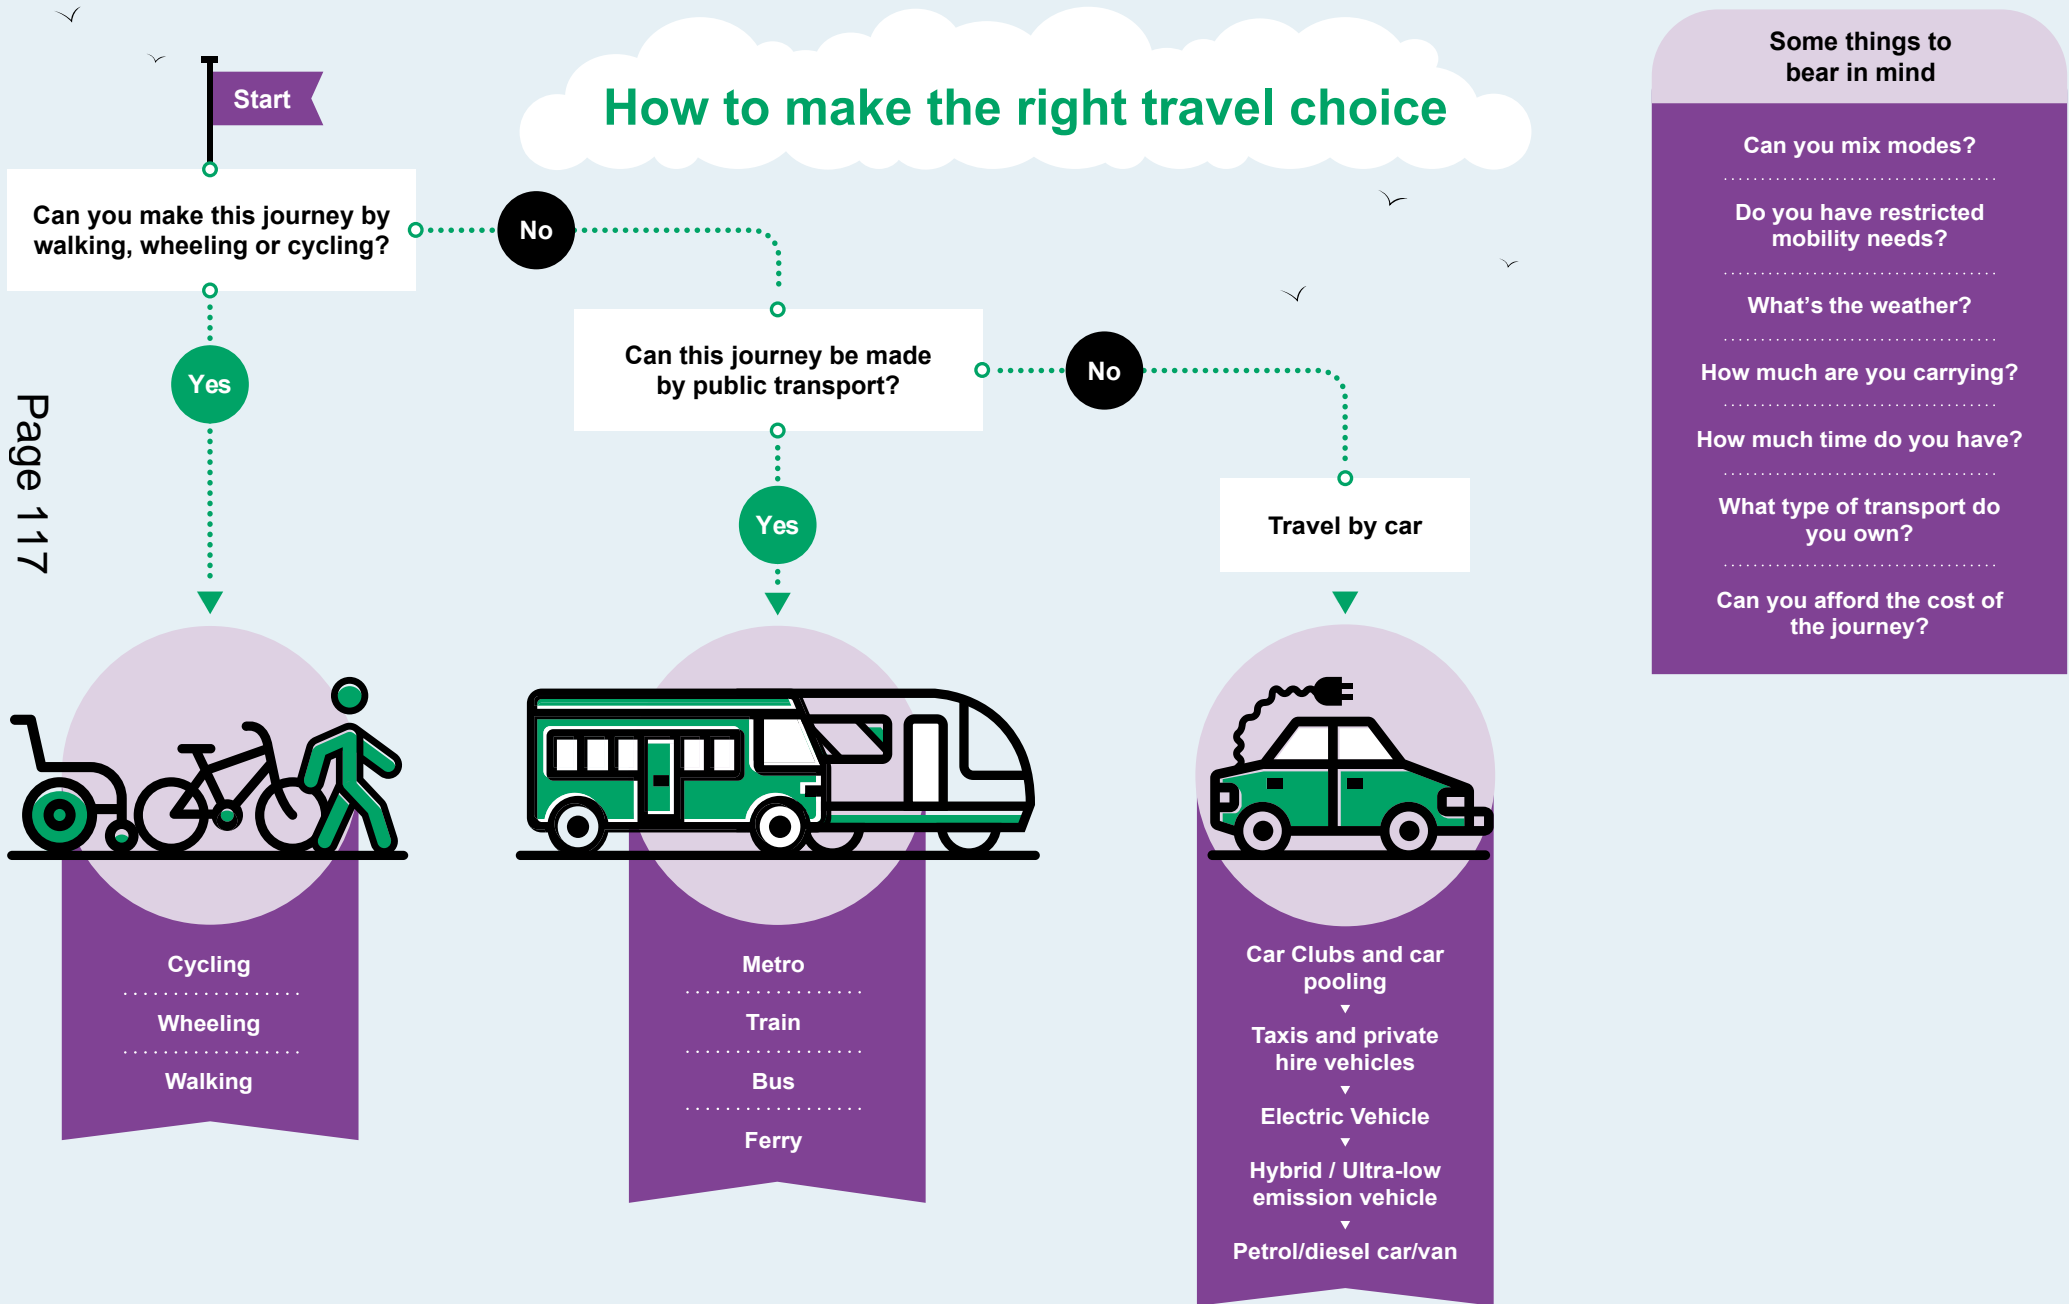 How to make the right travel choice
Start
Can you make this journey by
walking, wheeling or cycling?
No
Yes
Can this journey be made
by public transport?
No
Yes
Travel by car
Cycling
Wheeling
Walking
Metro
Train
Bus
Ferry
Car Clubs and car
pooling
Taxis and private
hire vehicles
Electric Vehicle
Hybrid / Ultra-low
emission vehicle
Petrol/diesel car/van
Some things to
bear in mind
Can you mix modes?
Do you have restricted
mobility needs?
What's the weather?
How much are you carrying?
How much time do you have?
What type of transport do
you own?
Can you afford the cost of
the journey?
Page 117